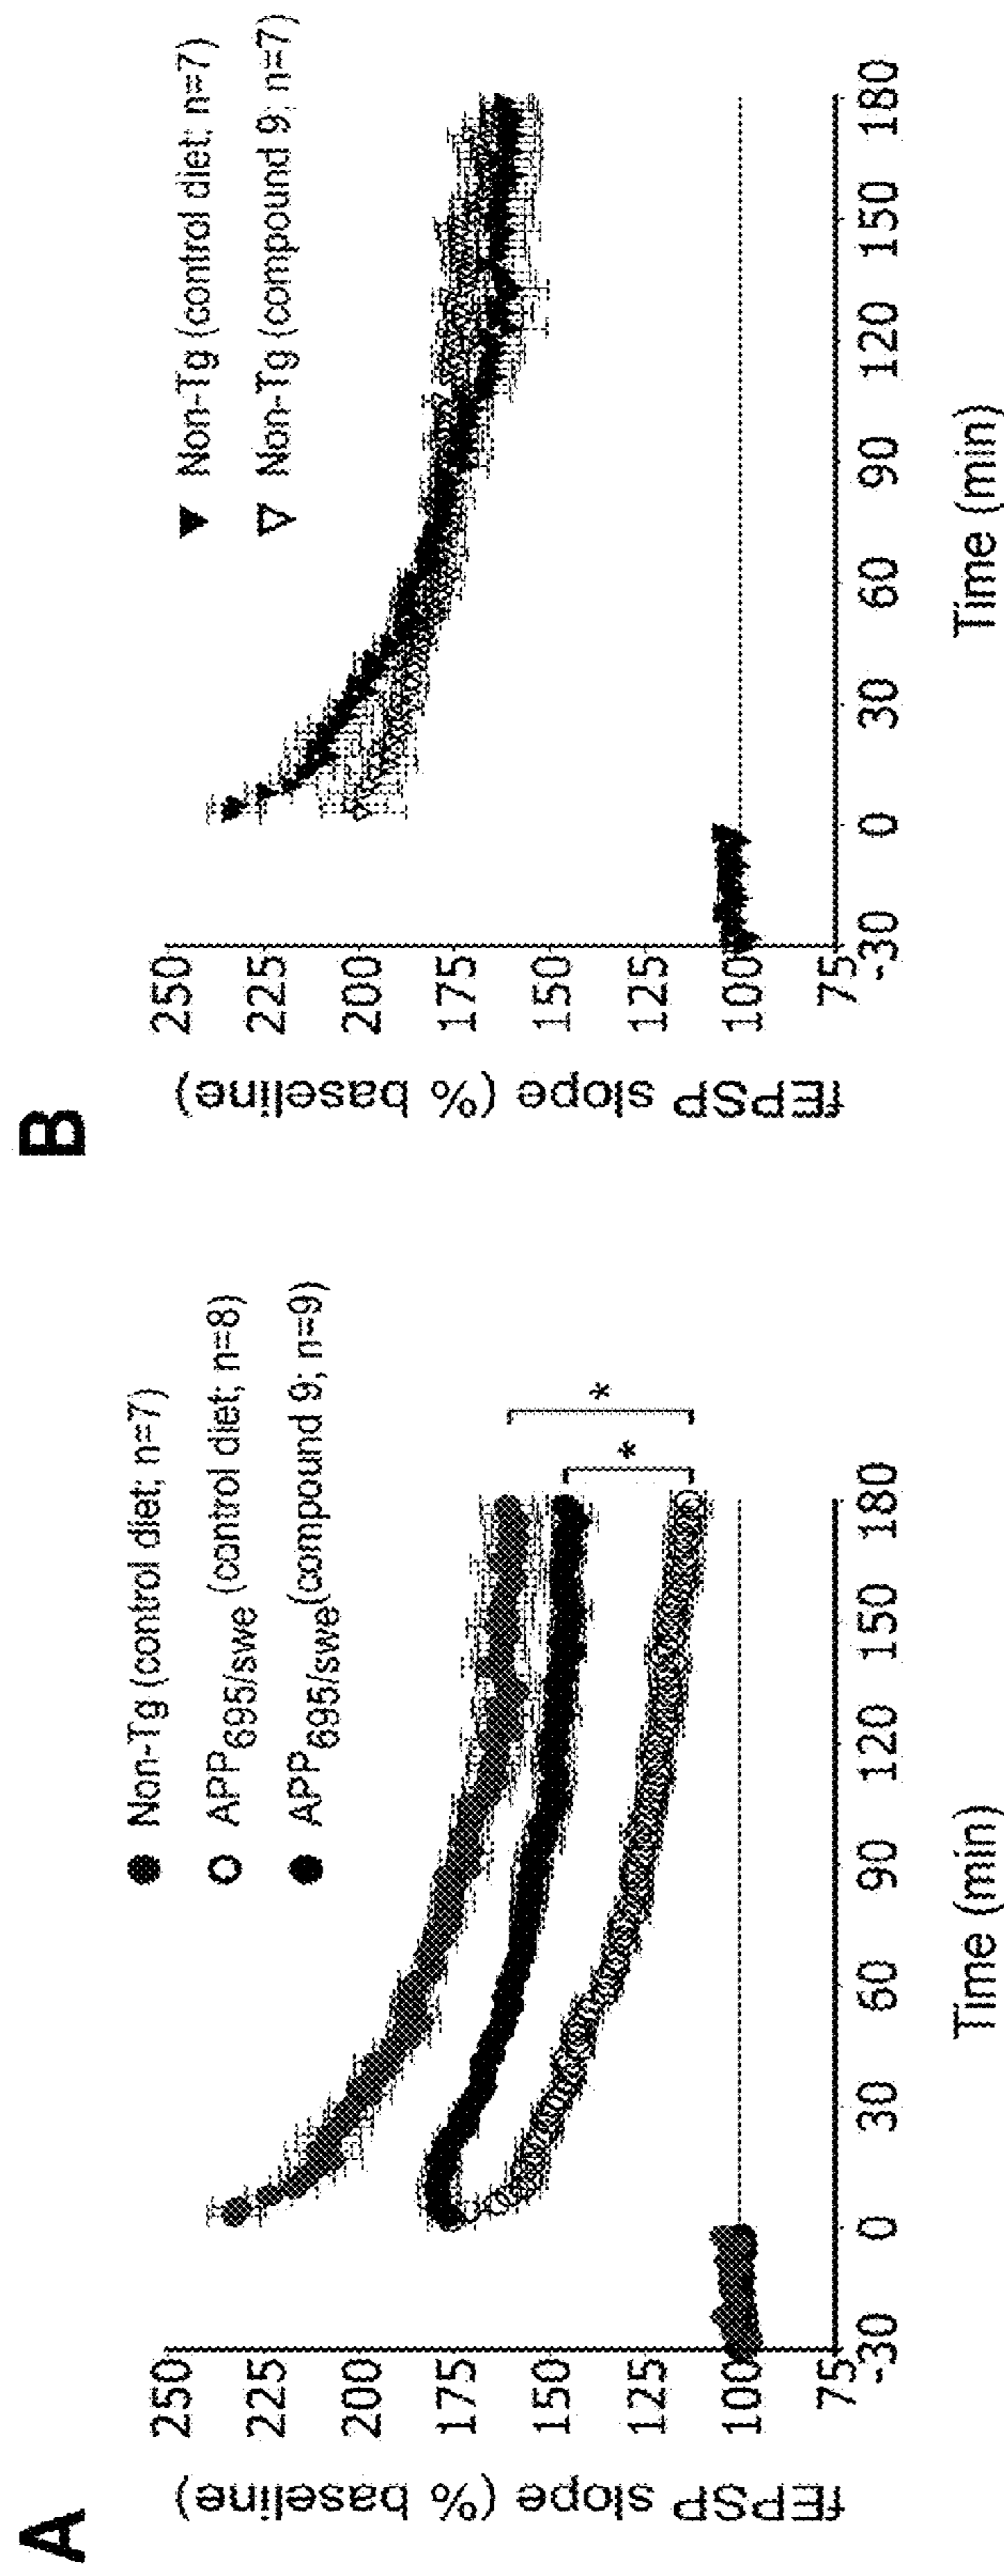 A
fEPSP slope (% baseline)
250
225
200
175
150
125
100
75
-30 0 30 60 90 120 150 180
Time (min)
Non-Tg (control diet; n=7)
APP695/swe (control diet; n=8)
APP695/swe (compound 9; n=9)
*
*
B
fEPSP slope (% baseline)
250
225
200
175
150
125
100
75
-30 0 30 60 90 120 150 180
Time (min)
Non-Tg (control diet; n=7)
Non-Tg (compound 9; n=7)